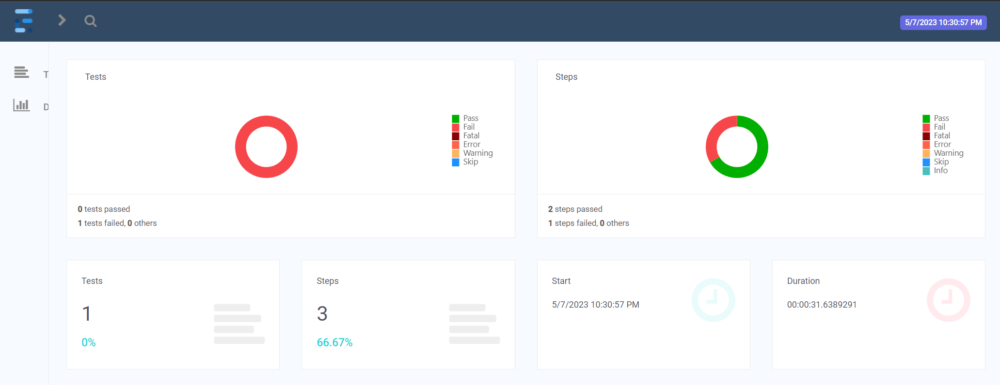 5/7/2023 10:30:57 PM
T
D
Tests
Pass
Fail
Fatal
Error
Warning
Skip
0 tests passed
1 tests failed, 0 others
Steps
Pass
Fail
Fatal
Error
Warning
Skip
Info
2 steps passed
1 steps failed, 0 others
Tests
1
0%
Steps
3
66.67%
Start
5/7/2023 10:30:57 PM
Duration
00:00:31.6389291